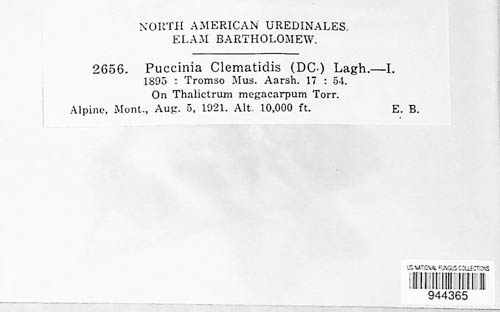 NORTH AMERICAN UREDINALES.
ELAM BARTHOLOMEW.
2656. Puccinia Clematidis (DC.) Lagh.—I.
1895 : Tromso Mus. Aarsh. 17 : 54.
On Thalictrum megacarpum Torr.
Alpine, Mont., Aug. 5, 1921. Alt. 10,000 ft. E. B.
US NATIONAL FUNGUS COLLECTIONS
944365